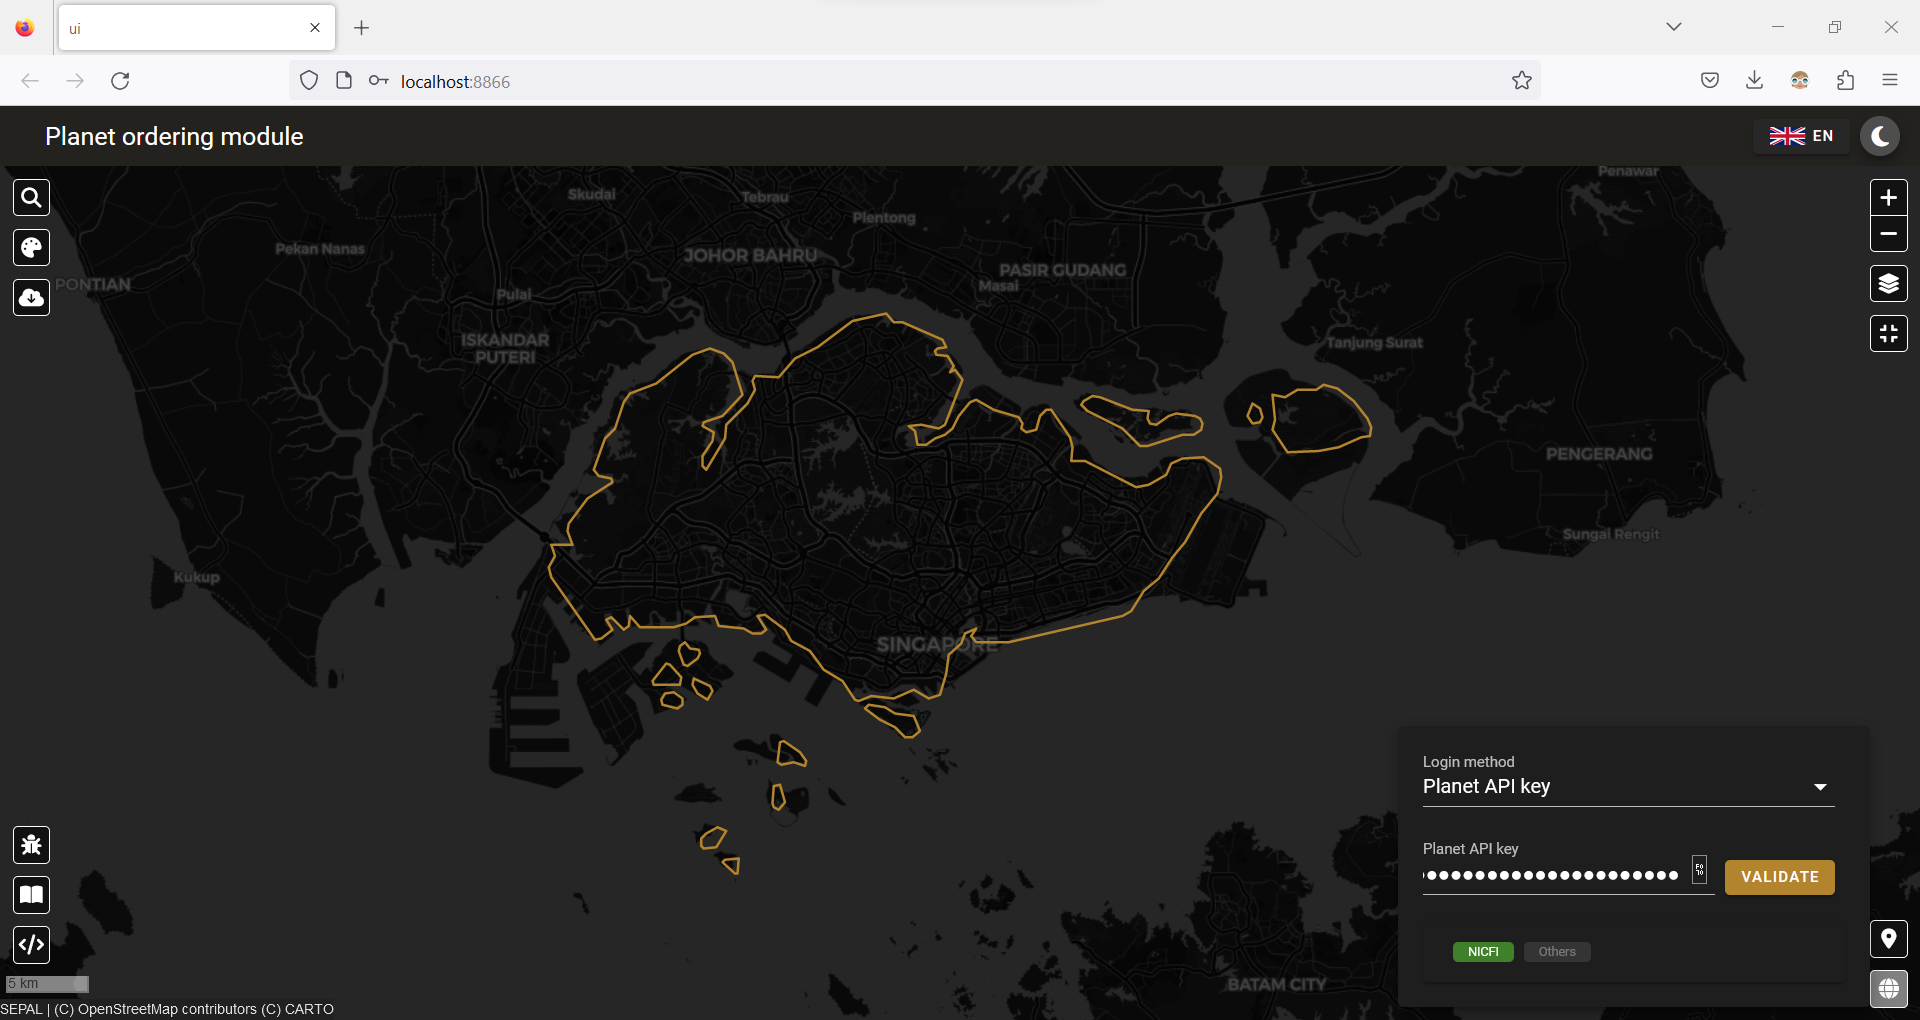 ui
localhost:8866
Planet ordering module
EN
Penawar
Skudai
Tebrau
Plentong
Pekan Nanas
JOHOR BAHRU
PASIR GUDANG
Masai
PONTIAN
Pulai
ISKANDAR
PUTERI
Tanjung Surat
PENGERANG
Sungai Rengit
Kukup
SINGAPORE
Login method
Planet API key
Planet API key
VALIDATE
NICFI
Others
BATAM CITY
5 km
SEPAL | (C) OpenStreetMap contributors (C) CARTO